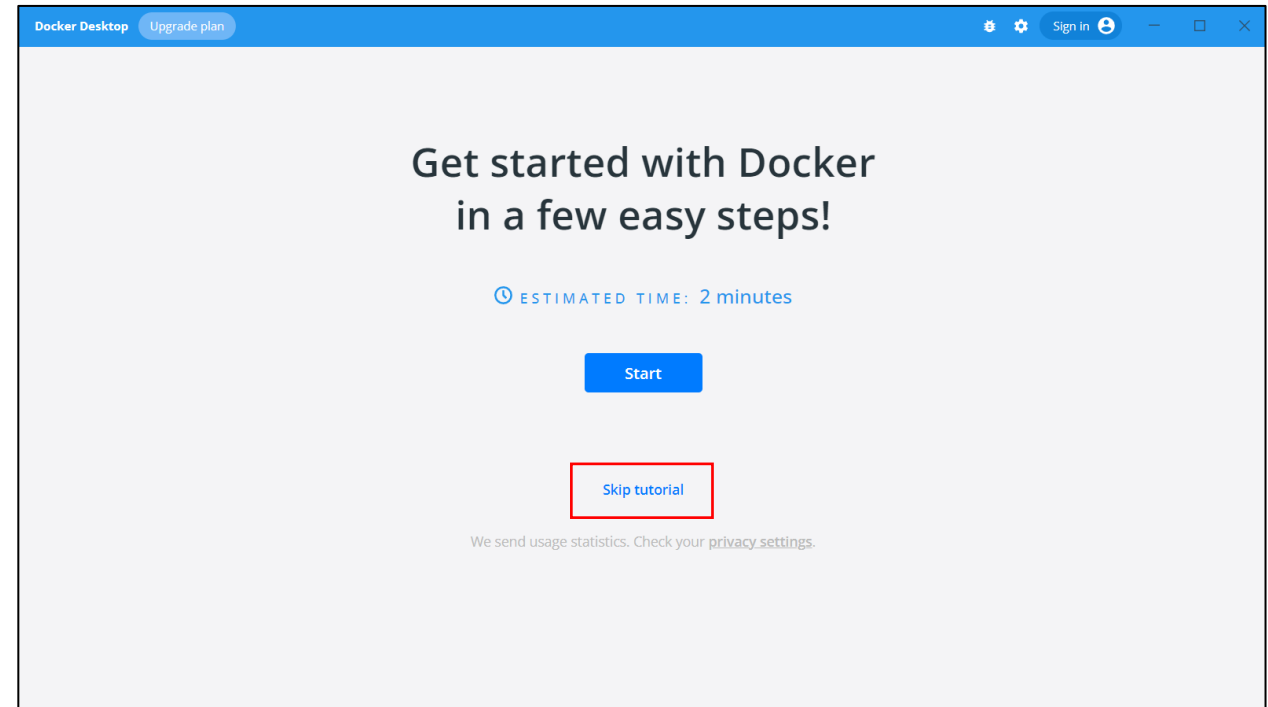 Docker Desktop Upgrade plan Sign in
Get started with Docker
in a few easy steps!
ESTIMATED TIME: 2 minutes
Start
Skip tutorial
We send usage statistics. Check your privacy settings.